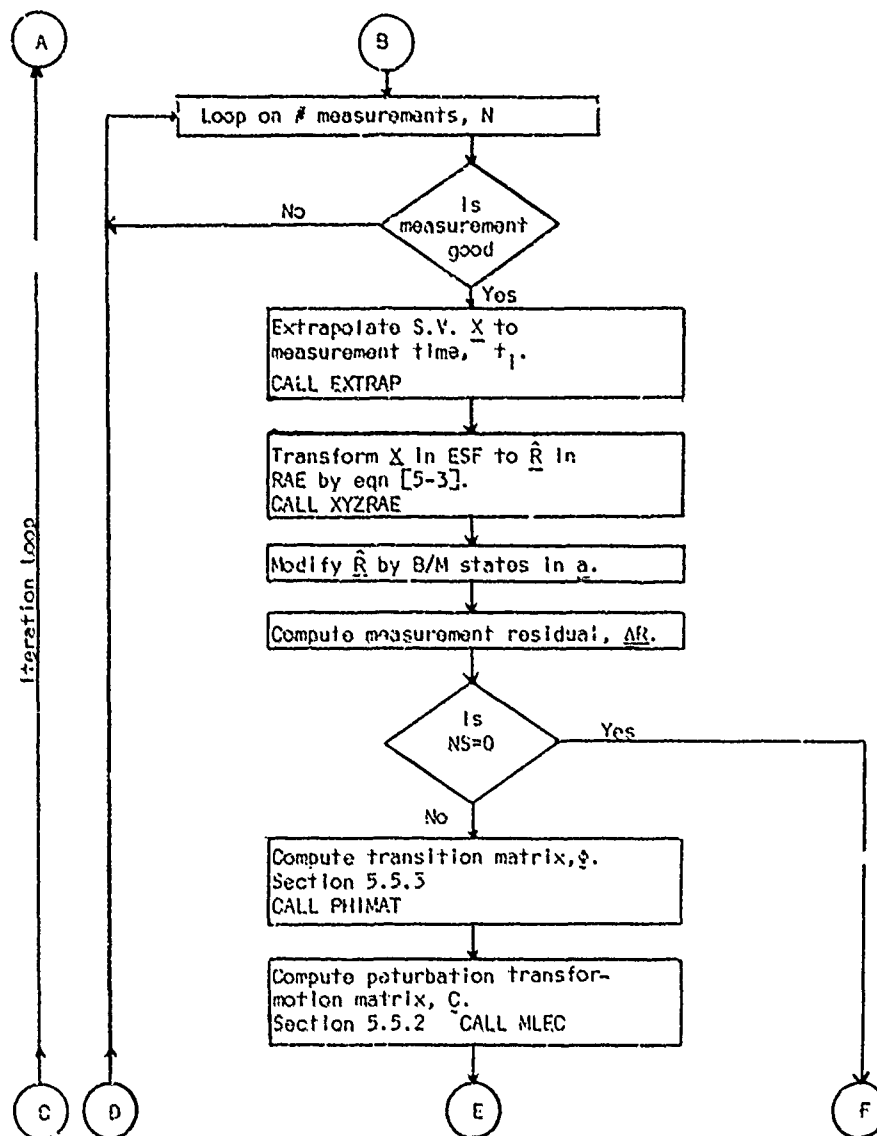 A
B
Loop on # measurements, N
No
Is
measurement
good
Yes
Extrapolate S.V. X to
measurement time, t₁.
CALL EXTRAP
Transform X in ESF to R̂ in
RAE by eqn [5-3].
CALL XYZRAE
Modify R̂ by B/M states in a.
Compute measurement residual, ΔR.
Iteration loop
Is
NS=0
Yes
No
Compute transition matrix, Φ.
Section 5.5.3
CALL PHIMAT
Compute paturbation transfor-
motion matrix, C.
Section 5.5.2 CALL MLEC
C
D
E
F